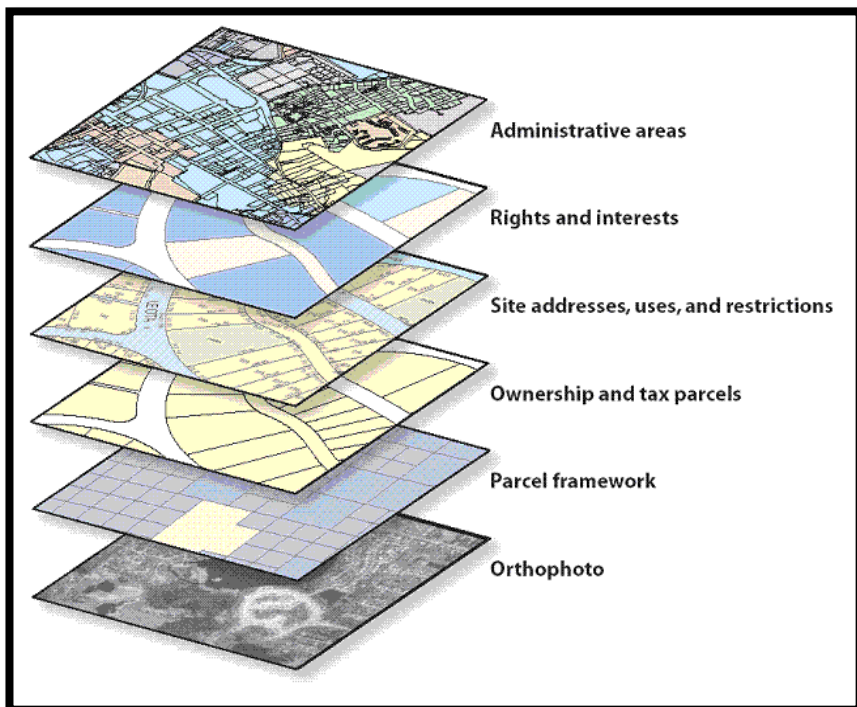 Administrative areas
Rights and interests
Site addresses, uses, and restrictions
Ownership and tax parcels
Parcel framework
Orthophoto